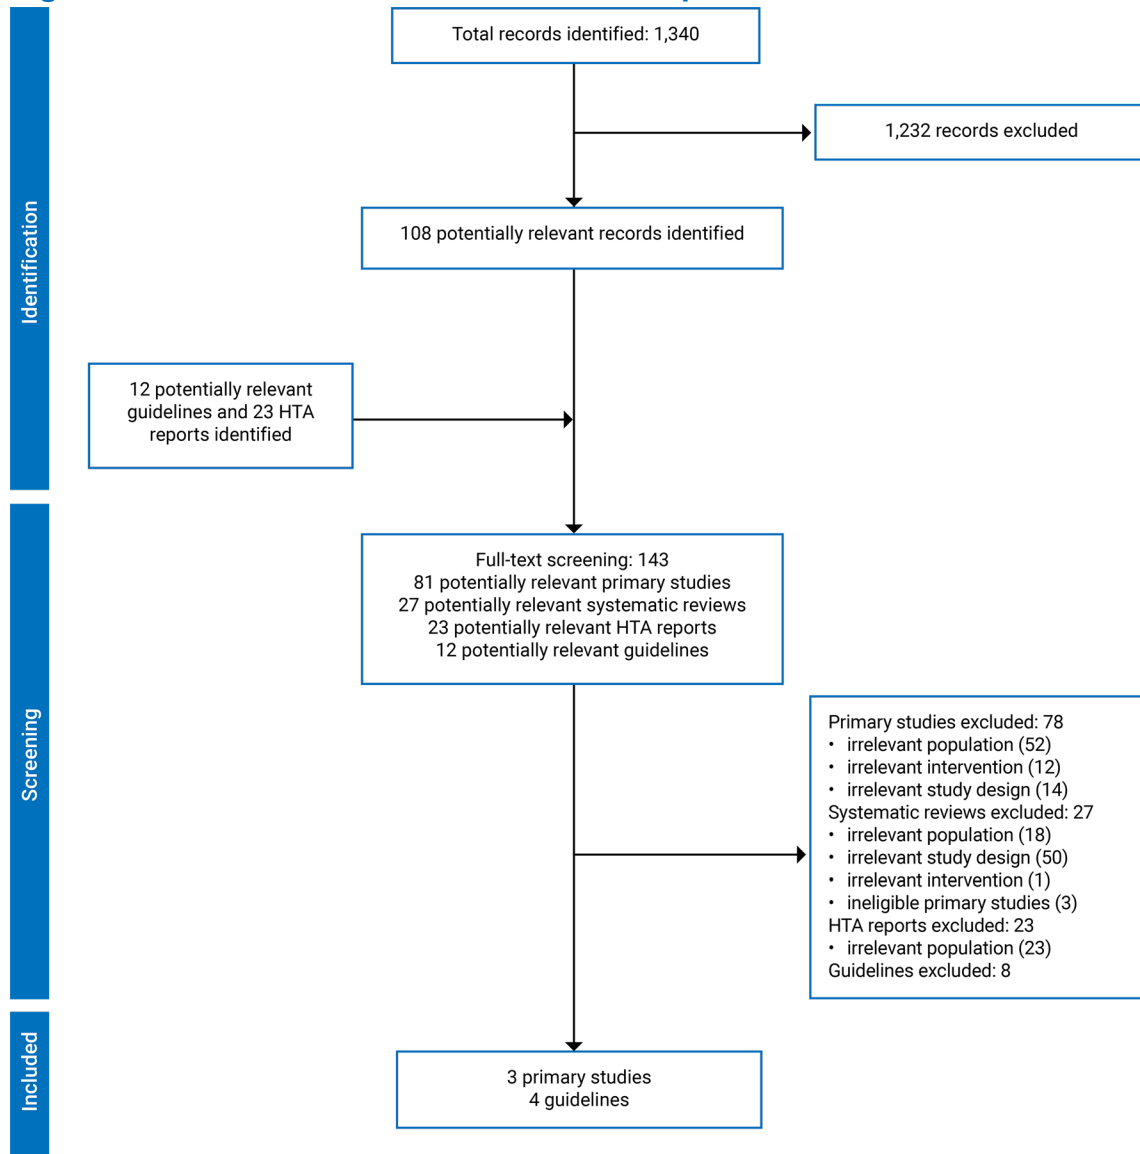 Total records identified: 1,340
1,232 records excluded
Identification
108 potentially relevant records identified
12 potentially relevant
guidelines and 23 HTA
reports identified
Full-text screening: 143
81 potentially relevant primary studies
27 potentially relevant systematic reviews
23 potentially relevant HTA reports
12 potentially relevant guidelines
Screening
Primary studies excluded: 78
• irrelevant population (52)
• irrelevant intervention (12)
• irrelevant study design (14)
Systematic reviews excluded: 27
• irrelevant population (18)
• irrelevant study design (50)
• irrelevant intervention (1)
• ineligible primary studies (3)
HTA reports excluded: 23
• irrelevant population (23)
Guidelines excluded: 8
Included
3 primary studies
4 guidelines